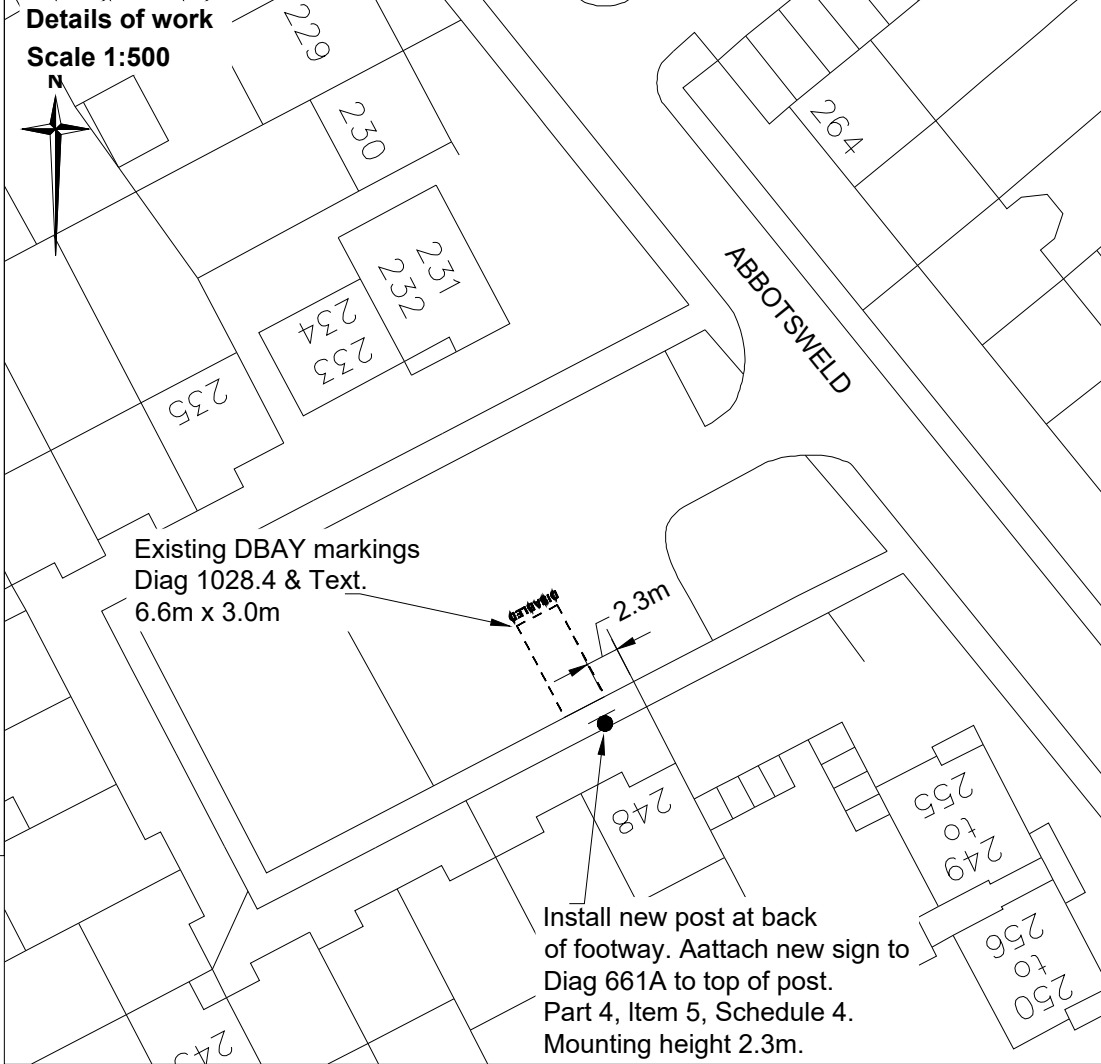 Details of work
Scale 1:500
N
229
230
264
231
232
234
233
235
ABBOTSWELD
Existing DBAY markings
Diag 1028.4 & Text.
6.6m x 3.0m
DISABLED
2.3m
248
255
to
249
256
to
250
Install new post at back
of footway. Aattach new sign to
Diag 661A to top of post.
Part 4, Item 5, Schedule 4.
Mounting height 2.3m.